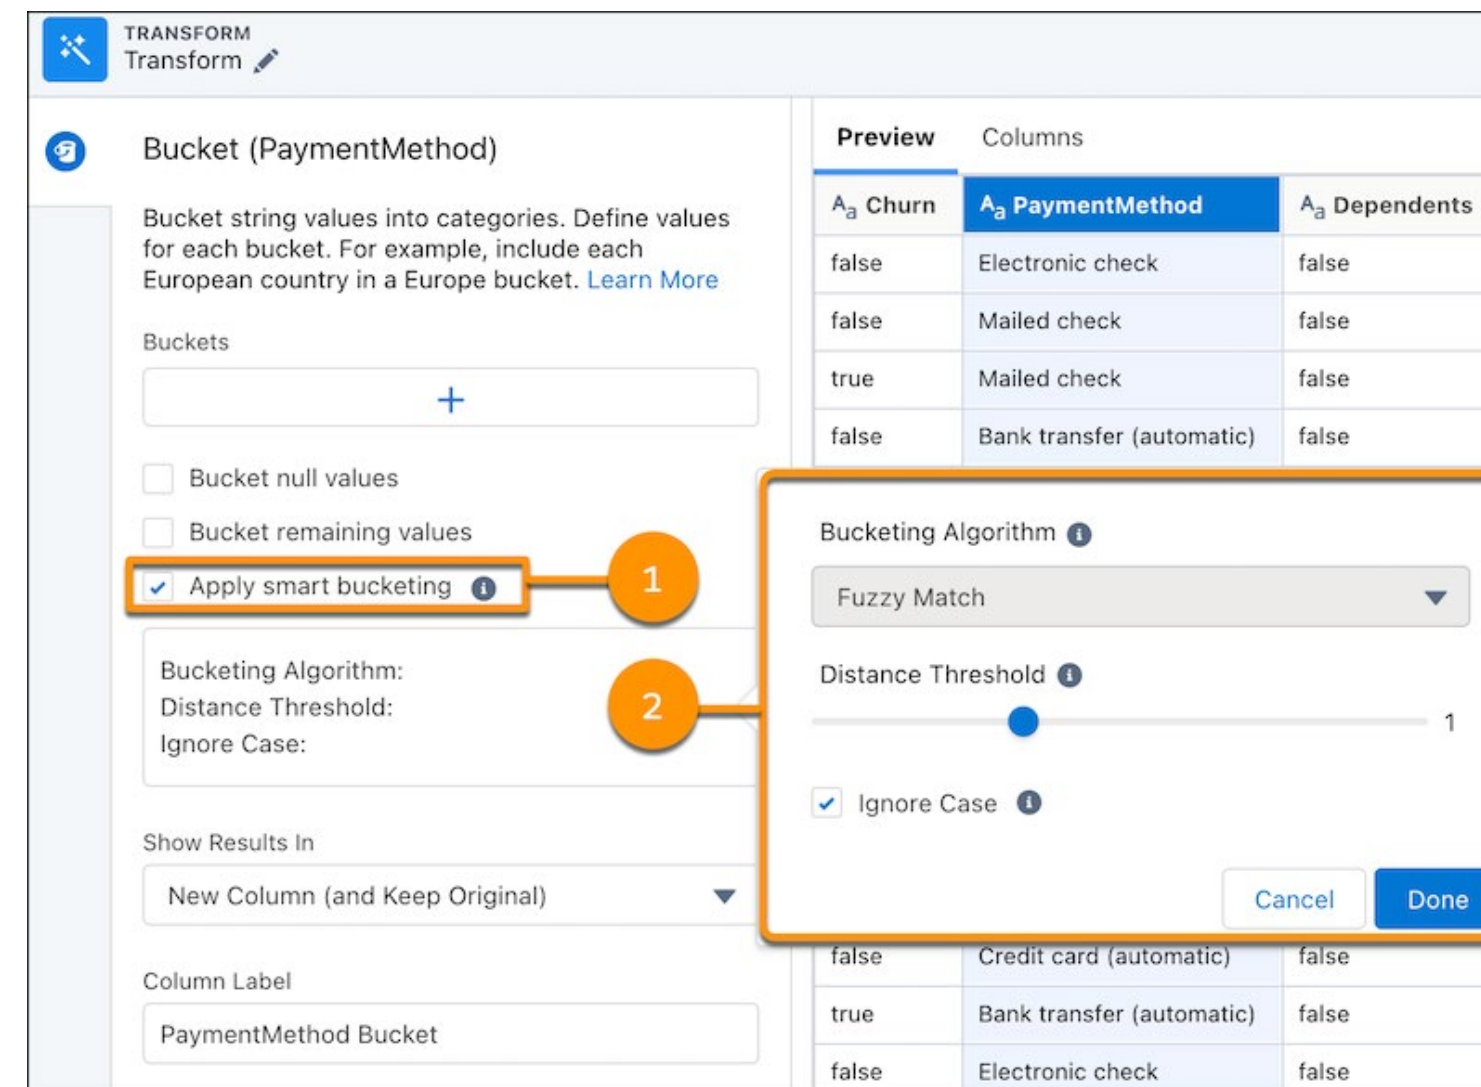 TRANSFORM
Transform
Bucket (PaymentMethod)
Bucket string values into categories. Define values
for each bucket. For example, include each
European country in a Europe bucket. Learn More
Buckets
+
Bucket null values
Bucket remaining values
Apply smart bucketing
1
Bucketing Algorithm:
Distance Threshold:
Ignore Case:
2
Show Results In
New Column (and Keep Original)
Column Label
PaymentMethod Bucket
Preview Columns
Aa Churn Aa PaymentMethod Aa Dependents
false Electronic check false
false Mailed check false
true Mailed check false
false Bank transfer (automatic) false
Bucketing Algorithm
Fuzzy Match
Distance Threshold
1
Ignore Case
Cancel Done
false Credit card (automatic) false
true Bank transfer (automatic) false
false Electronic check false